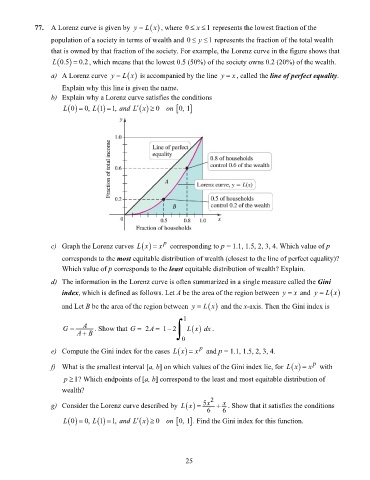 77. A Lorenz curve is given by y = L(x), where 0 ≤ x ≤ 1 represents the lowest fraction of the
population of a society in terms of wealth and 0 ≤ y ≤ 1 represents the fraction of the total wealth
that is owned by that fraction of the society. For example, the Lorenz curve in the figure shows that
L(0.5) = 0.2, which means that the lowest 0.5 (50%) of the society owns 0.2 (20%) of the wealth.
a) A Lorenz curve y = L(x) is accompanied by the line y = x, called the line of perfect equality.
Explain why this line is given the name.
b) Explain why a Lorenz curve satisfies the conditions
L(0) = 0, L(1) = 1, and L′(x) ≥ 0 on [0, 1]
y
1.0
Line of perfect
equality
0.8 of households
control 0.6 of the wealth
0.6
A
Lorenz curve, y = L(x)
0.5 of households
control 0.2 of the wealth
0.2
B
0 0.5 0.8 1.0 x
Fraction of total income
Fraction of households
c) Graph the Lorenz curves L(x) = x^p corresponding to p = 1.1, 1.5, 2, 3, 4. Which value of p
corresponds to the most equitable distribution of wealth (closest to the line of perfect equality)?
Which value of p corresponds to the least equitable distribution of wealth? Explain.
d) The information in the Lorenz curve is often summarized in a single measure called the Gini
index, which is defined as follows. Let A be the area of the region between y = x and y = L(x)
and Let B be the area of the region between y = L(x) and the x-axis. Then the Gini index is
G = A/(A + B). Show that G = 2A = 1 − 2∫₀¹ L(x) dx.
e) Compute the Gini index for the cases L(x) = x^p and p = 1.1, 1.5, 2, 3, 4.
f) What is the smallest interval [a, b] on which values of the Gini index lie, for L(x) = x^p with
p ≥ 1? Which endpoints of [a, b] correspond to the least and most equitable distribution of
wealth?
g) Consider the Lorenz curve described by L(x) = 5x²/6 + x/6. Show that it satisfies the conditions
L(0) = 0, L(1) = 1, and L′(x) ≥ 0 on [0, 1]. Find the Gini index for this function.
25